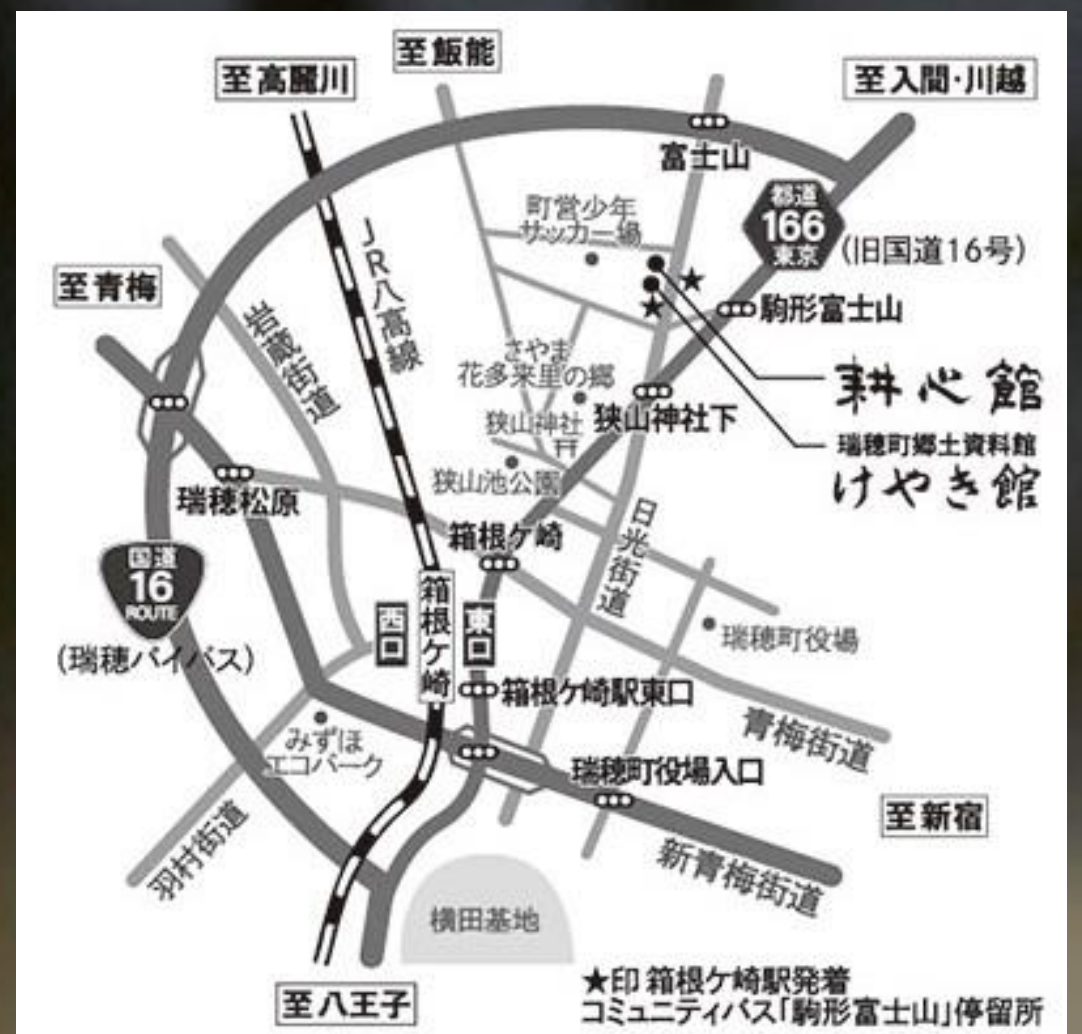 至飯能
至高麗川
至入間・川越
富士山
都道
166
東京
(旧国道16号)
町営少年
サッカー場
JR八高線
至青梅
岩蔵街道
駒形富士山
さやま
花多来里の郷
耕心館
狭山神社
狭山神社下
瑞穂町郷土資料館
けやき館
狭山池公園
瑞穂松原
箱根ケ崎
日光街道
国道
16
ROUTE
(瑞穂バイパス)
西口
箱根ケ崎
東口
瑞穂町役場
箱根ケ崎駅東口
青梅街道
みずほ
エコパーク
瑞穂町役場入口
至新宿
羽村街道
新青梅街道
横田基地
至八王子
★印 箱根ケ崎駅発着
コミュニティバス「駒形富士山」停留所